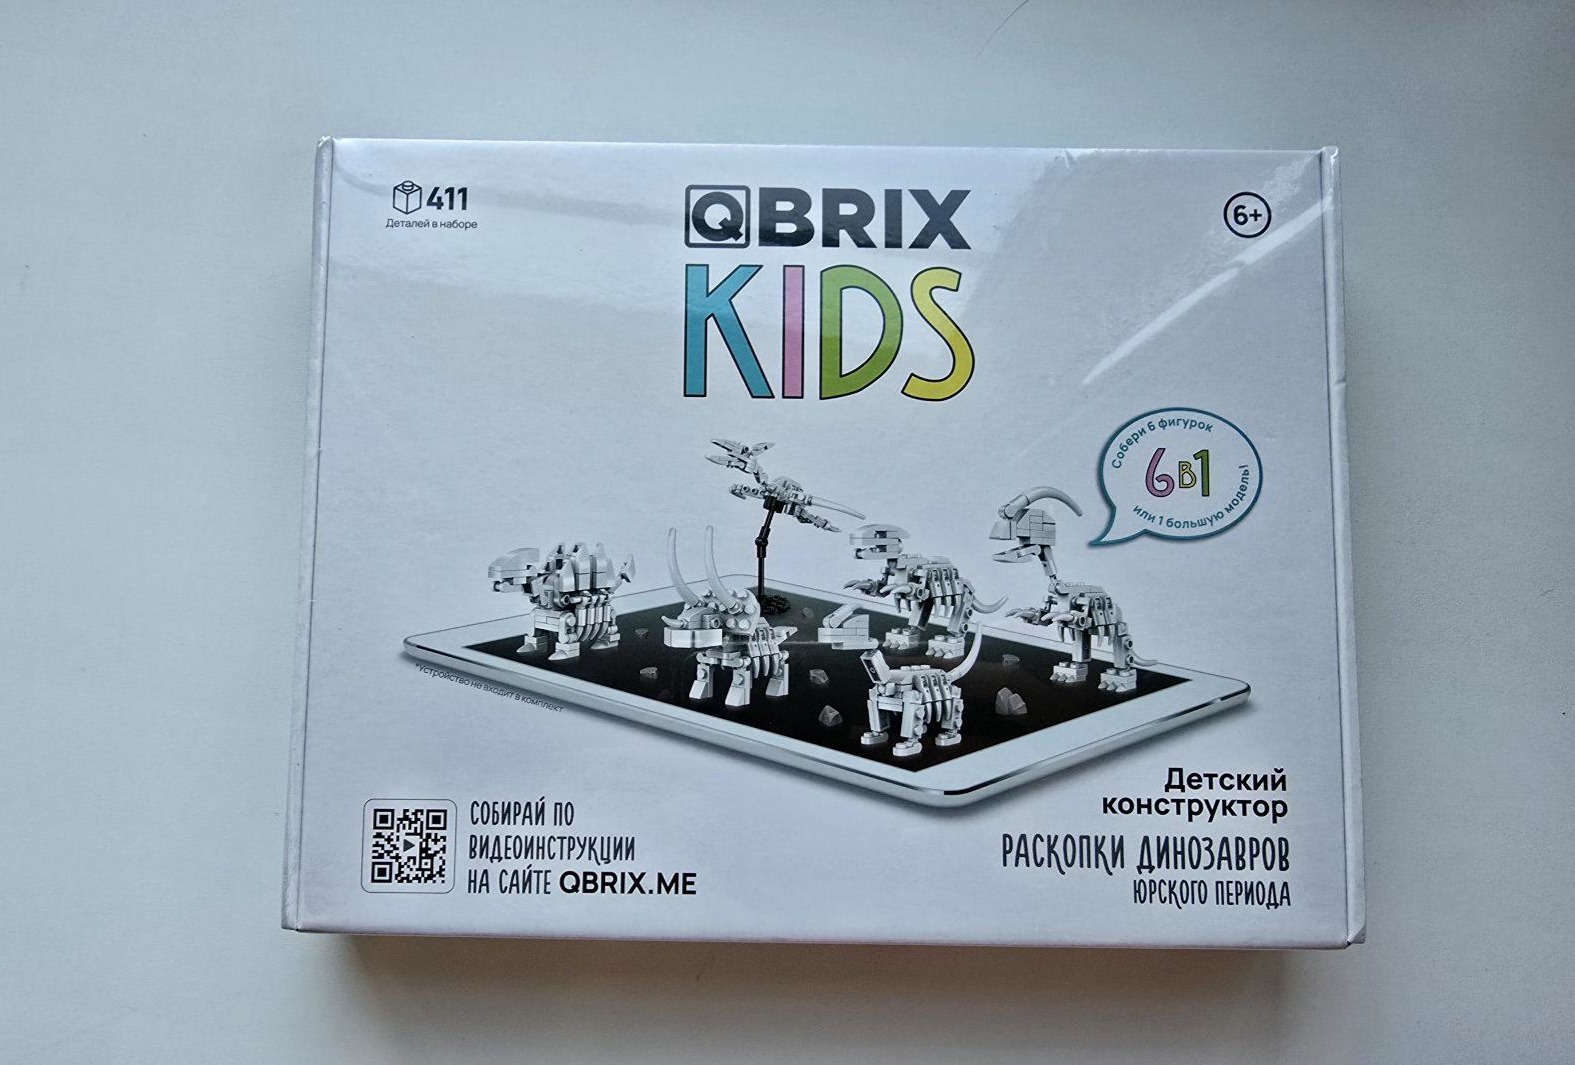 411
Деталей в наборе
QBRIX
KIDS
6+
Собери 6 фигурок
6в1
или 1 большую модель!
*Устройство не входит в комплект
СОБИРАЙ ПО
ВИДЕОИНСТРУКЦИИ
НА САЙТЕ QBRIX.ME
Детский
конструктор
РАСКОПКИ ДИНОЗАВРОВ
ЮРСКОГО ПЕРИОДА